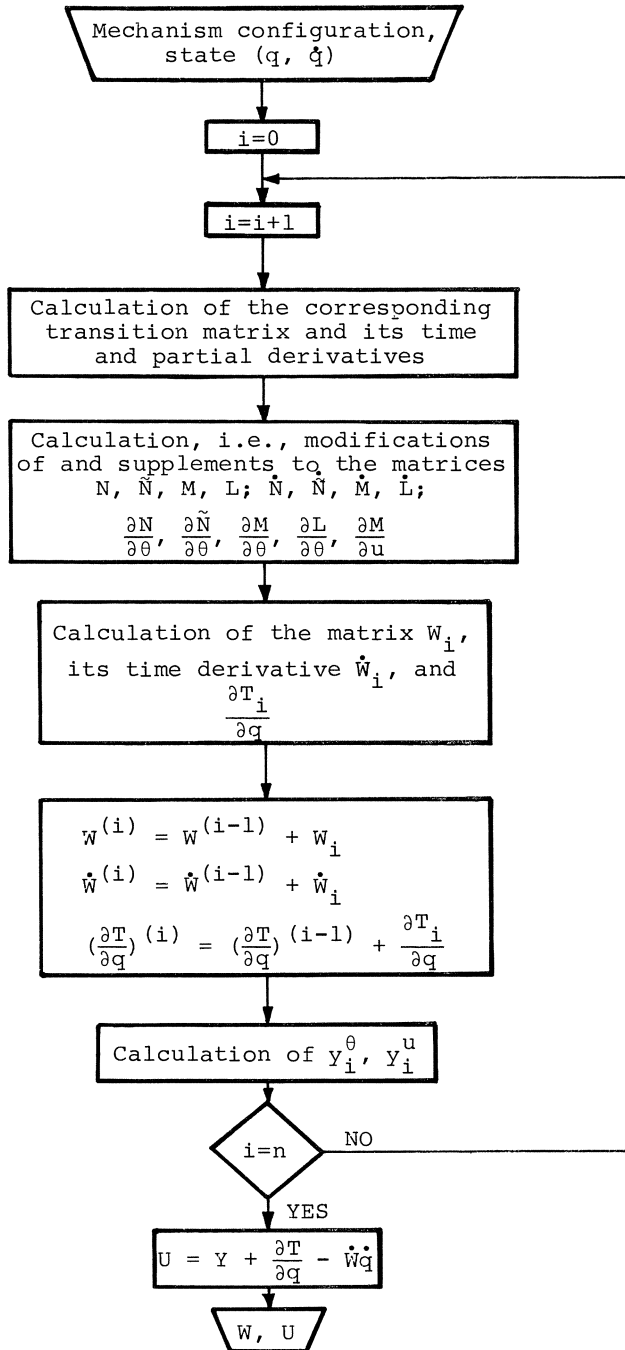 Mechanism configuration,
state (q, q̇)
i=0
i=i+1
Calculation of the corresponding
transition matrix and its time
and partial derivatives
Calculation, i.e., modifications
of and supplements to the matrices
N, Ñ, M, L; Ṅ, Ñ̇, Ṁ, L̇;
∂N/∂θ, ∂Ñ/∂θ, ∂M/∂θ, ∂L/∂θ, ∂M/∂u
Calculation of the matrix W_i,
its time derivative Ẇ_i, and
∂T_i/∂q
W^(i) = W^(i-1) + W_i
Ẇ^(i) = Ẇ^(i-1) + Ẇ_i
(∂T/∂q)^(i) = (∂T/∂q)^(i-1) + ∂T_i/∂q
Calculation of y_i^θ, y_i^u
i=n
NO
YES
U = Y + ∂T/∂q - Ẇq̇
W, U